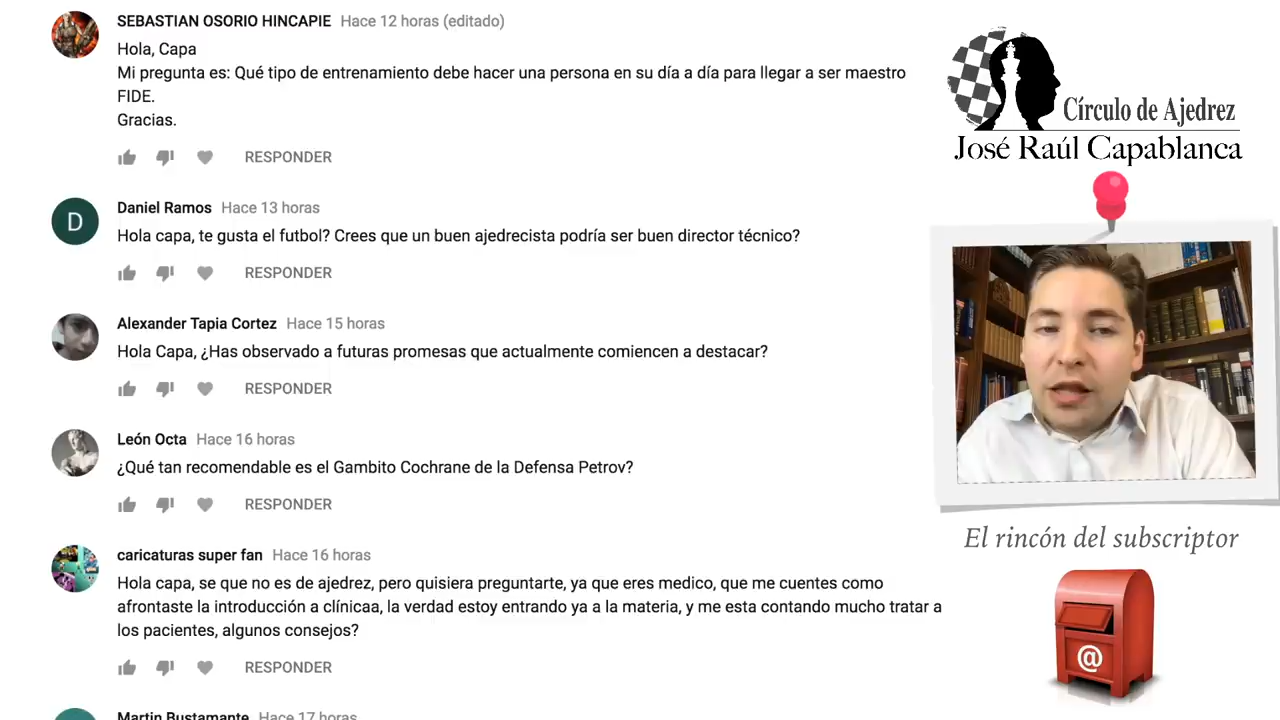 SEBASTIAN OSORIO HINCAPIE Hace 12 horas (editado)
Hola, Capa
Mi pregunta es: Qué tipo de entrenamiento debe hacer una persona en su día a día para llegar a ser maestro
FIDE.
Gracias.
RESPONDER
D
Daniel Ramos Hace 13 horas
Hola capa, te gusta el futbol? Crees que un buen ajedrecista podría ser buen director técnico?
RESPONDER
Alexander Tapia Cortez Hace 15 horas
Hola Capa, ¿Has observado a futuras promesas que actualmente comiencen a destacar?
RESPONDER
León Octa Hace 16 horas
¿Qué tan recomendable es el Gambito Cochrane de la Defensa Petrov?
RESPONDER
caricaturas super fan Hace 16 horas
Hola capa, se que no es de ajedrez, pero quisiera preguntarte, ya que eres medico, que me cuentes como
afrontaste la introducción a clínicaa, la verdad estoy entrando ya a la materia, y me esta contando mucho tratar a
los pacientes, algunos consejos?
RESPONDER
Martin Bustamante Hace 17 horas
Círculo de Ajedrez
José Raúl Capablanca
El rincón del subscriptor
@